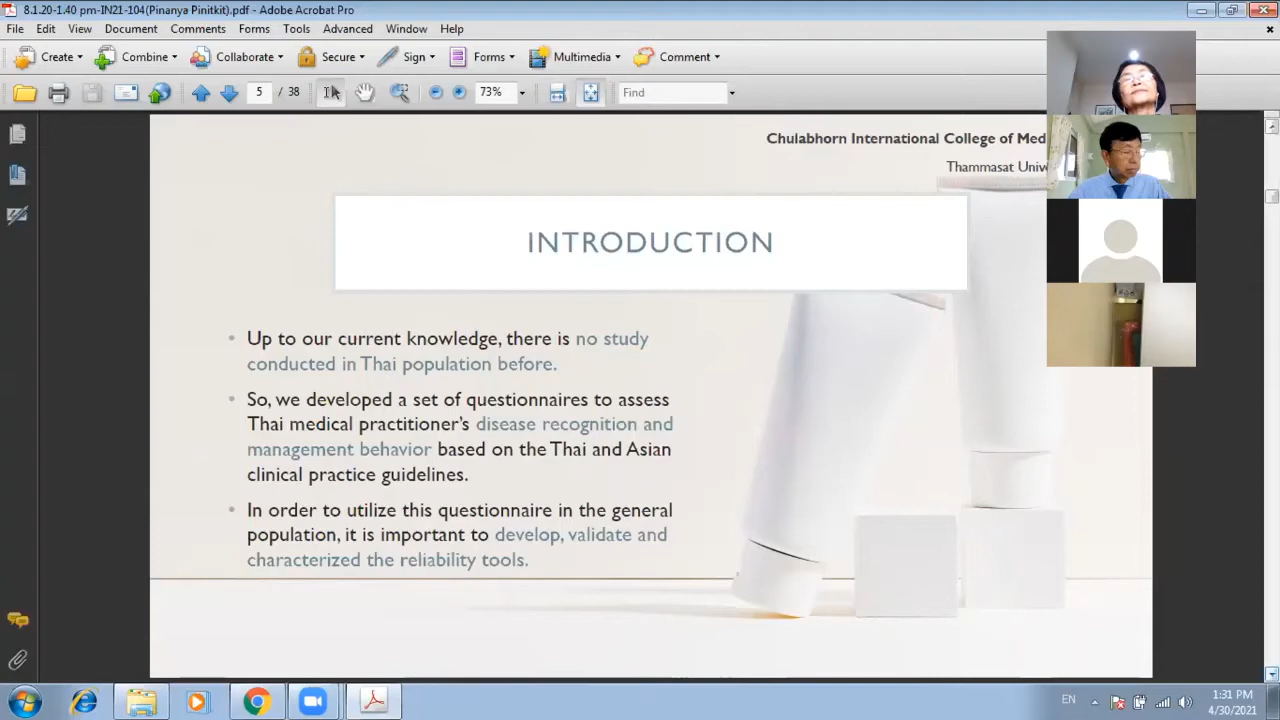 8.1.20-1.40 pm-IN21-104(Pinanya Pinitkit).pdf - Adobe Acrobat Pro
File Edit View Document Comments Forms Tools Advanced Window Help
Create Combine Collaborate Secure Sign Forms Multimedia Comment
5 / 38 73% Find
Chulabhorn International College of Med
Thammasat Unive
INTRODUCTION
• Up to our current knowledge, there is no study
conducted in Thai population before.
• So, we developed a set of questionnaires to assess
Thai medical practitioner's disease recognition and
management behavior based on the Thai and Asian
clinical practice guidelines.
• In order to utilize this questionnaire in the general
population, it is important to develop, validate and
characterized the reliability tools.
EN
1:31 PM
4/30/2021